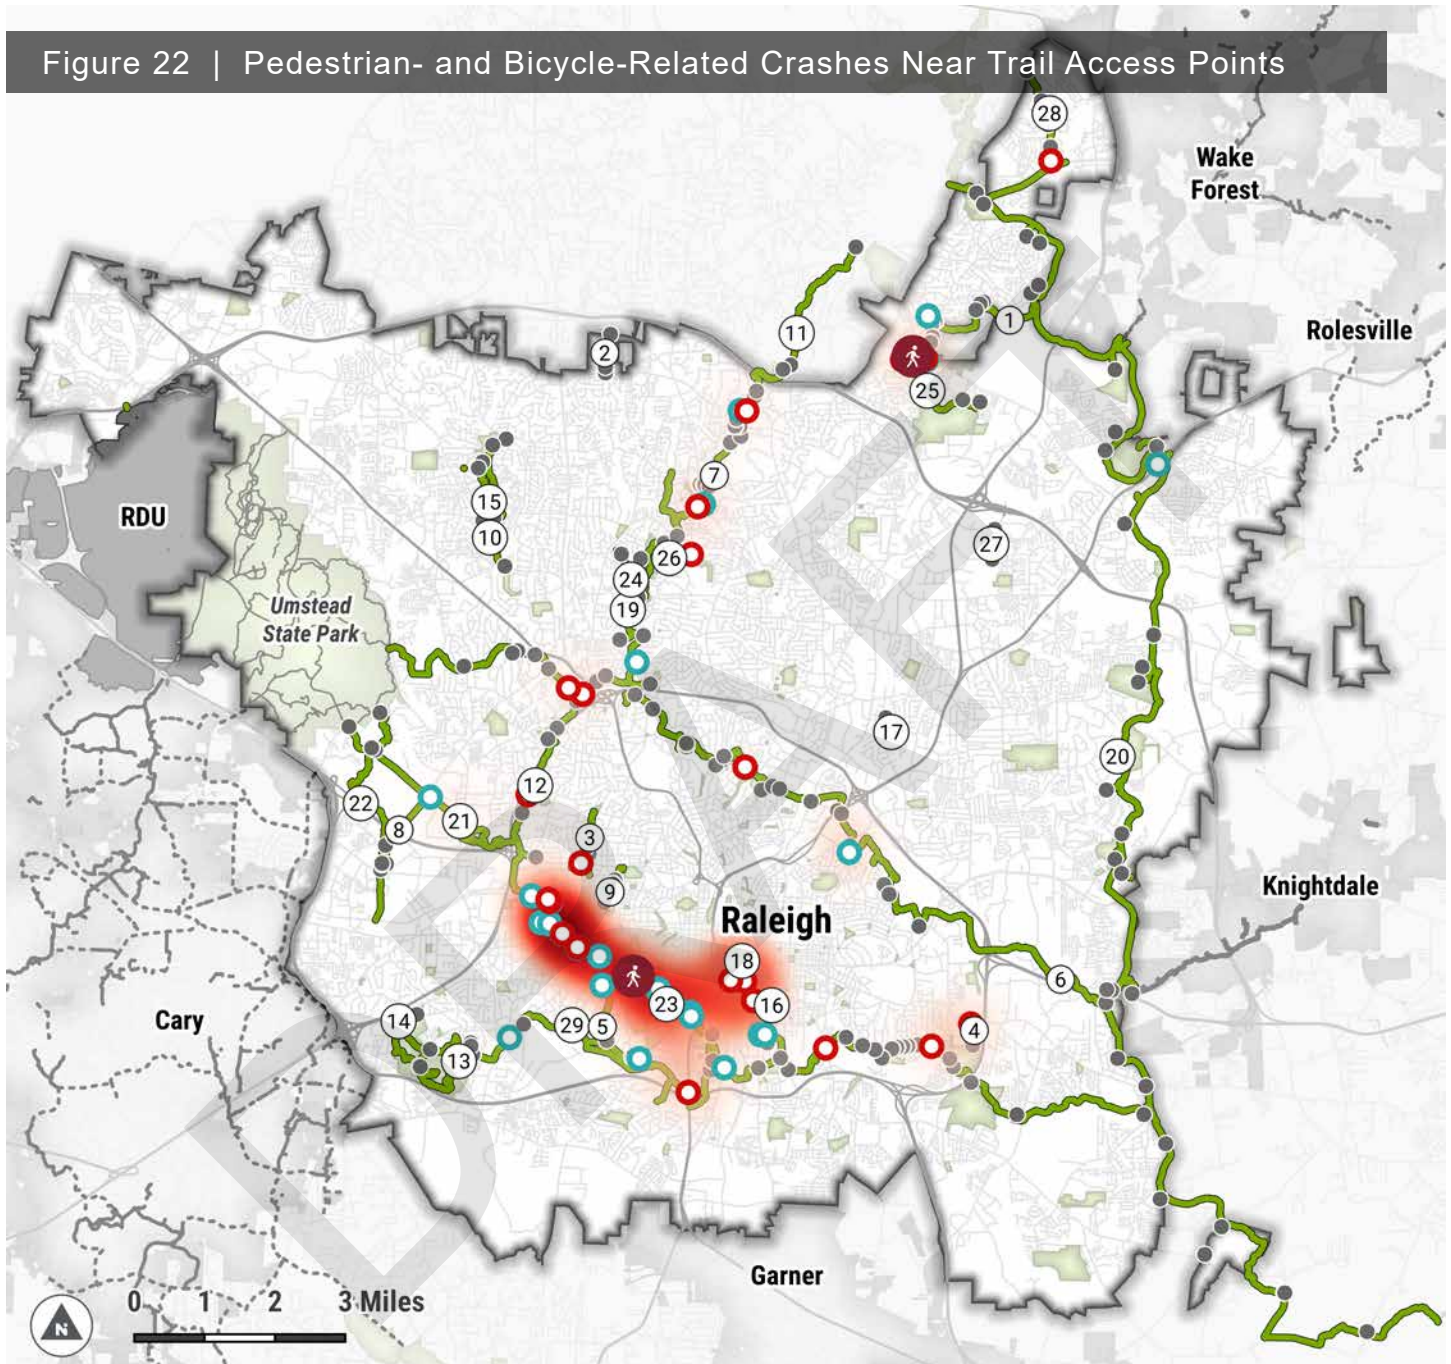 Figure 22 | Pedestrian- and Bicycle-Related Crashes Near Trail Access Points
28
Wake
Forest
11
1
Rolesville
2
25
7
15
RDU
10
27
26
24
Umstead
State Park
19
17
20
12
22
21
8
3
9
Knightdale
Raleigh
18
6
23
16
Cary
14
29
5
4
13
Garner
0 1 2 3 Miles
N
DRAFT